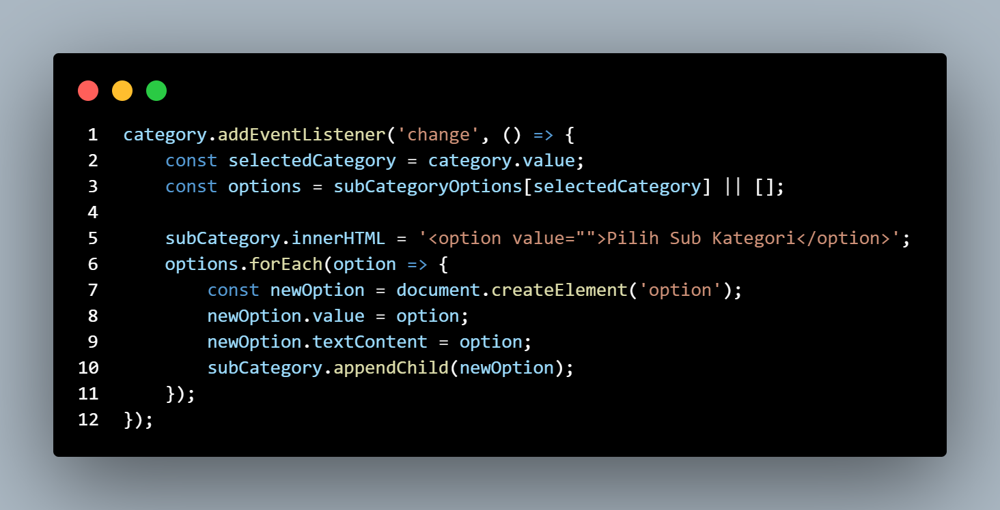 1 category.addEventListener('change', () => {
2     const selectedCategory = category.value;
3     const options = subCategoryOptions[selectedCategory] || [];
4
5     subCategory.innerHTML = '<option value="">Pilih Sub Kategori</option>';
6     options.forEach(option => {
7         const newOption = document.createElement('option');
8         newOption.value = option;
9         newOption.textContent = option;
10         subCategory.appendChild(newOption);
11     });
12 });